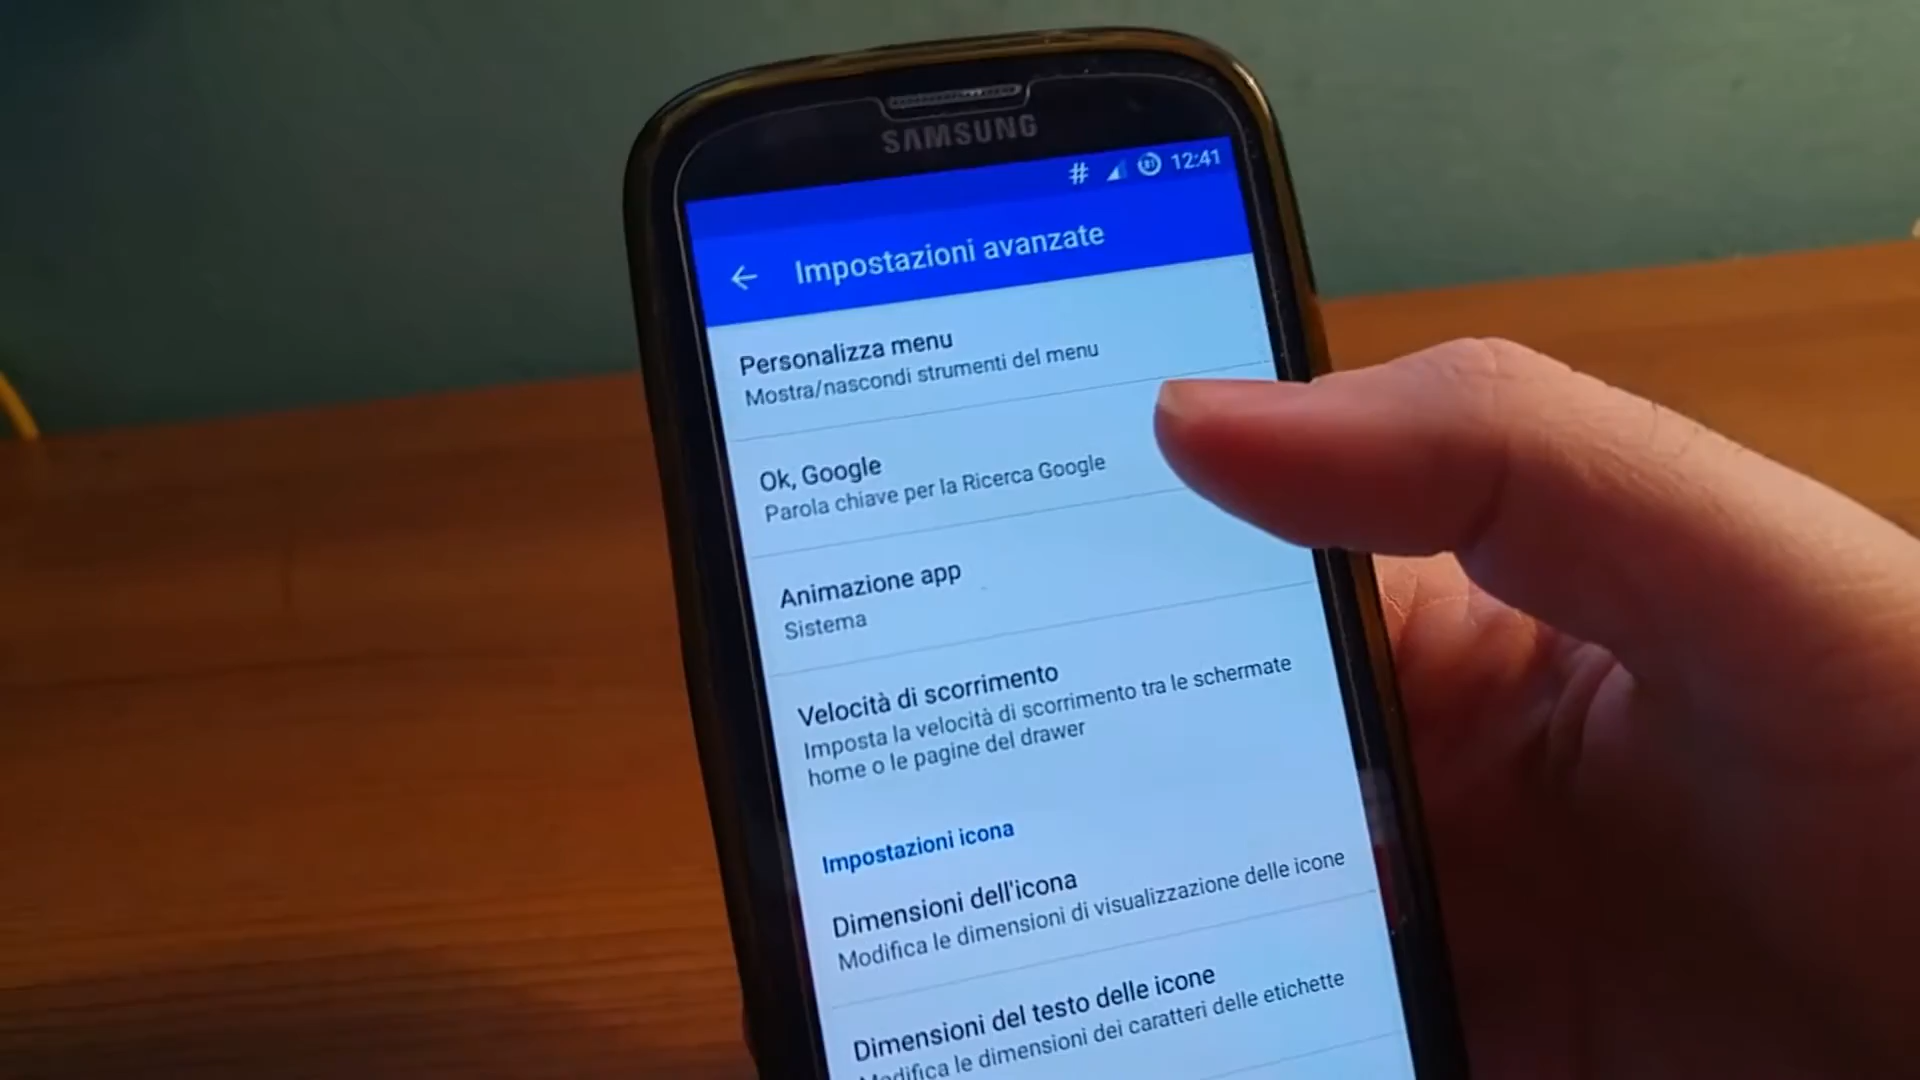 SAMSUNG
# 12:41
Impostazioni avanzate
Personalizza menu
Mostra/nascondi strumenti del menu
Ok, Google
Parola chiave per la Ricerca Google
Animazione app
Sistema
Velocità di scorrimento
Imposta la velocità di scorrimento tra le schermate
home o le pagine del drawer
Impostazioni icona
Dimensioni dell'icona
Modifica le dimensioni di visualizzazione delle icone
Dimensioni del testo delle icone
Modifica le dimensioni dei caratteri delle etichette